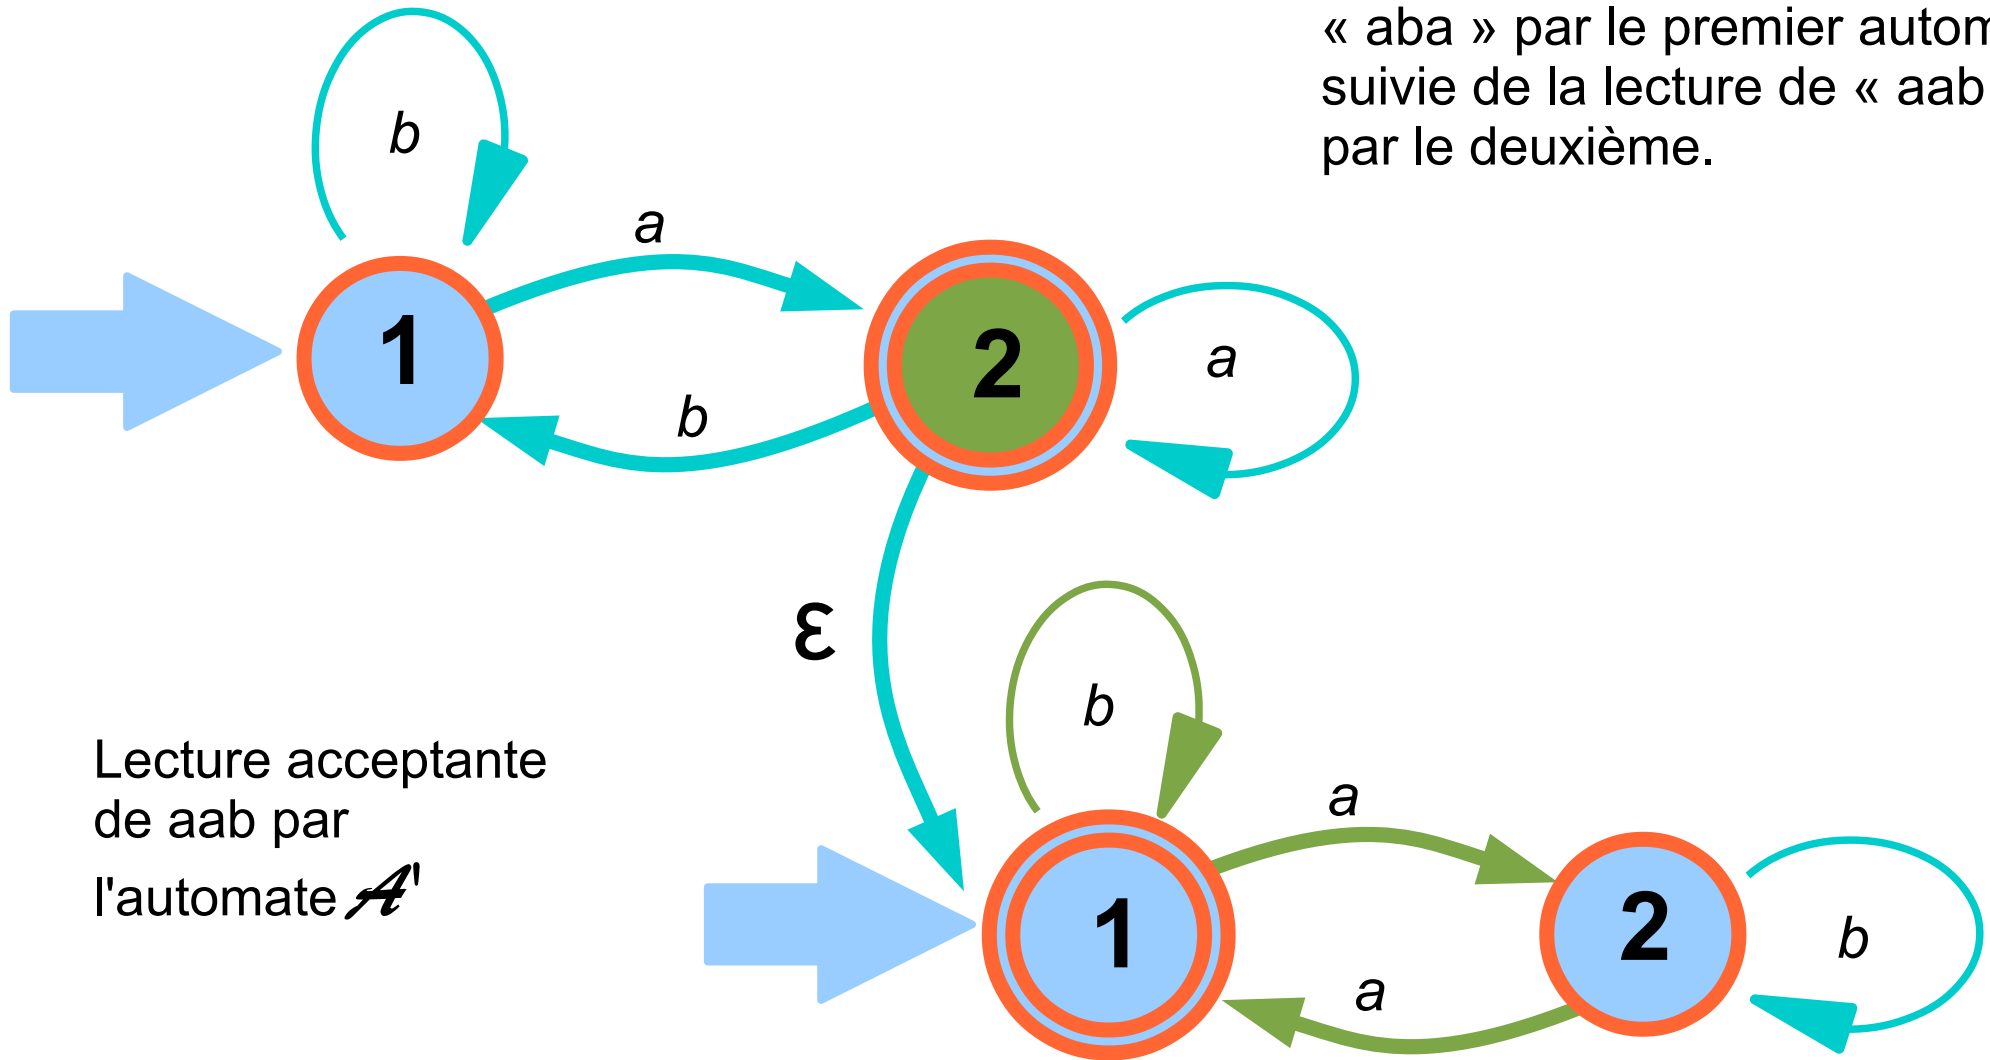 « aba » par le premier autom
suivie de la lecture de « aab
par le deuxième.
b
a
1
2
a
b
ε
b
Lecture acceptante
de aab par
l'automate 𝒜'
a
1
2
b
a